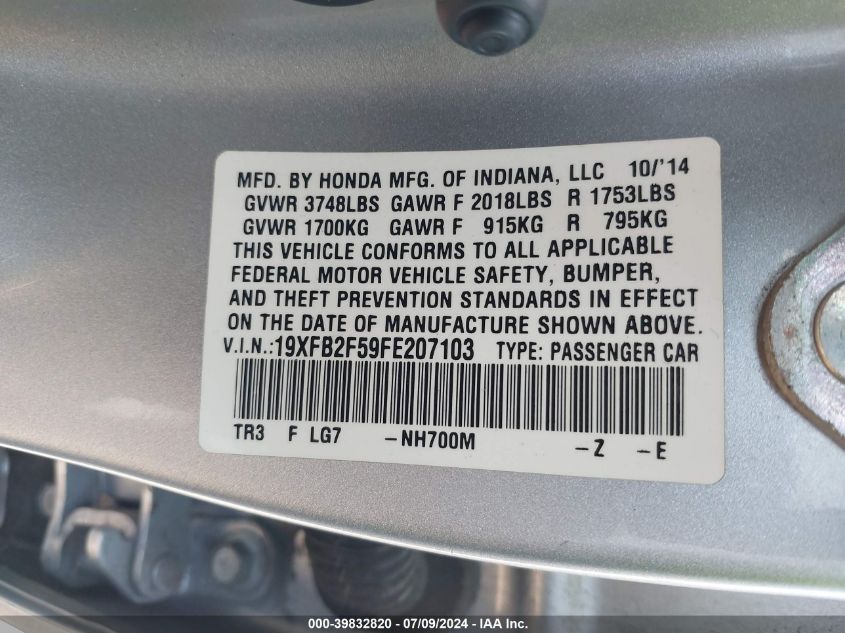 MFD. BY HONDA MFG. OF INDIANA, LLC 10/'14
GVWR 3748LBS GAWR F 2018LBS R 1753LBS
GVWR 1700KG GAWR F 915KG R 795KG
THIS VEHICLE CONFORMS TO ALL APPLICABLE
FEDERAL MOTOR VEHICLE SAFETY, BUMPER,
AND THEFT PREVENTION STANDARDS IN EFFECT
ON THE DATE OF MANUFACTURE SHOWN ABOVE.
V.I.N.:19XFB2F59FE207103 TYPE: PASSENGER CAR
TR3 F LG7 -NH700M -Z -E
000-39832820 - 07/09/2024 - IAA Inc.